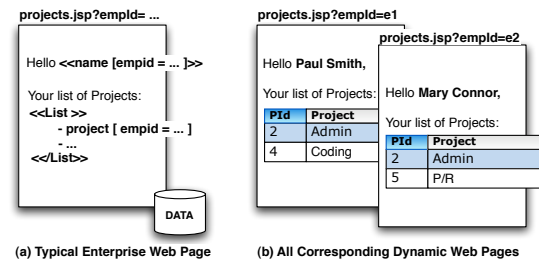 projects.jsp?empId= ...
Hello <<name [empid = ... ]>>
Your list of Projects:
<<List >>
- project [ empid = ... ]
- ...
<</List>>
DATA
(a) Typical Enterprise Web Page
projects.jsp?empId=e1
Hello Paul Smith,
Your list of Projects:
PId Project
2 Admin
4 Coding
projects.jsp?empId=e2
Hello Mary Connor,
Your list of Projects:
PId Project
2 Admin
5 P/R
(b) All Corresponding Dynamic Web Pages